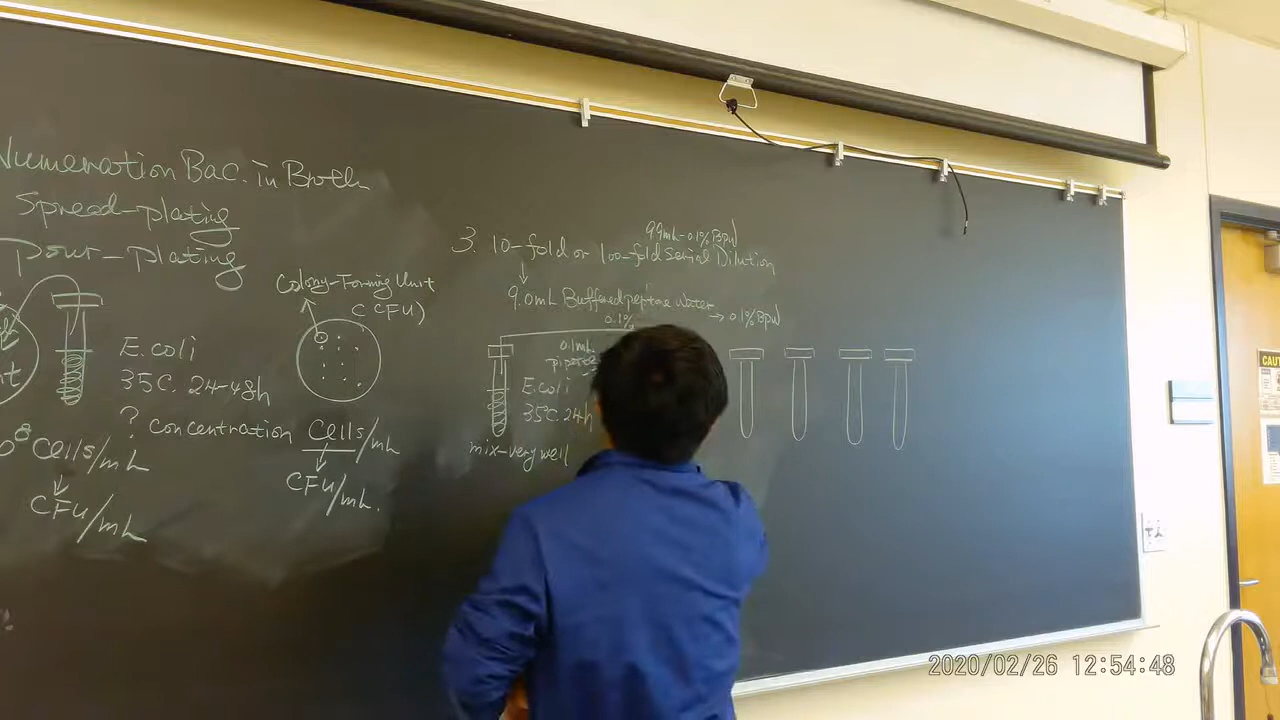 Numeration Bac. in Broth
Spread-plating
Pour-plating
Colony-Forming Unit
(CFU)
E.coli
35C. 24-48h
? concentration Cells/mL
CFU/mL.
Cells/mL
CFU/mL
99mL-0.1% BPW
3. 10-fold or 100-fold Serial Dilution
9.0mL Buffered peptone water → 0.1% BPW
0.1%
0.1mL
E.coli
35C. 24h
mix-very well
CAUTION
2020/02/26 12:54:48